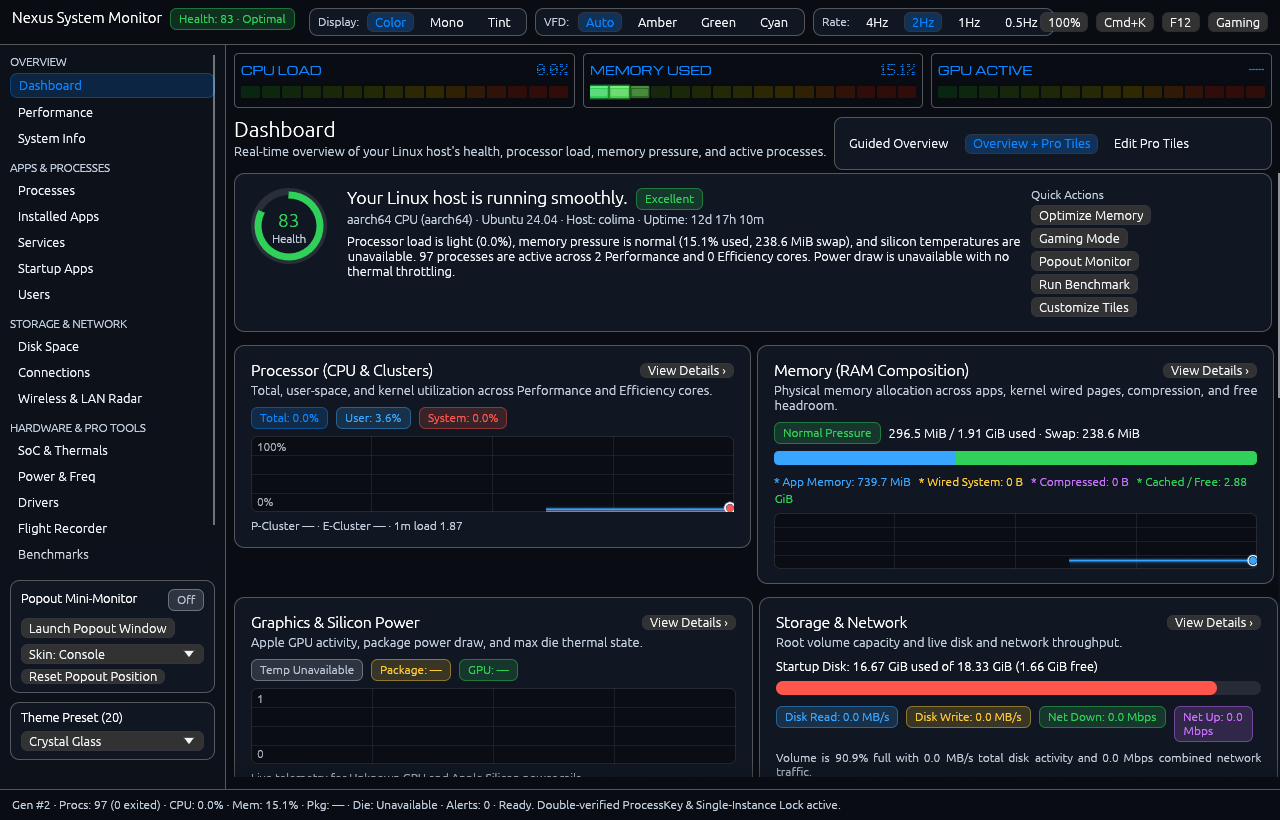 Nexus System Monitor
Health: 83 · Optimal
Display: Color Mono Tint
VFD: Auto Amber Green Cyan
Rate: 4Hz 2Hz 1Hz 0.5Hz
100% Cmd+K F12 Gaming
OVERVIEW
Dashboard
Performance
System Info
APPS & PROCESSES
Processes
Installed Apps
Services
Startup Apps
Users
STORAGE & NETWORK
Disk Space
Connections
Wireless & LAN Radar
HARDWARE & PRO TOOLS
SoC & Thermals
Power & Freq
Drivers
Flight Recorder
Benchmarks
Popout Mini-Monitor Off
Launch Popout Window
Skin: Console
Reset Popout Position
Theme Preset (20)
Crystal Glass
CPU LOAD 0.0%
MEMORY USED 15.1%
GPU ACTIVE —
Dashboard
Real-time overview of your Linux host's health, processor load, memory pressure, and active processes.
Guided Overview Overview + Pro Tiles Edit Pro Tiles
83
Health
Your Linux host is running smoothly. Excellent
aarch64 CPU (aarch64) · Ubuntu 24.04 · Host: colima · Uptime: 12d 17h 10m
Processor load is light (0.0%), memory pressure is normal (15.1% used, 238.6 MiB swap), and silicon temperatures are
unavailable. 97 processes are active across 2 Performance and 0 Efficiency cores. Power draw is unavailable with no
thermal throttling.
Quick Actions
Optimize Memory
Gaming Mode
Popout Monitor
Run Benchmark
Customize Tiles
Processor (CPU & Clusters) View Details ›
Total, user-space, and kernel utilization across Performance and Efficiency cores.
Total: 0.0% User: 3.6% System: 0.0%
100%
0%
P-Cluster — · E-Cluster — · 1m load 1.87
Memory (RAM Composition) View Details ›
Physical memory allocation across apps, kernel wired pages, compression, and free
headroom.
Normal Pressure 296.5 MiB / 1.91 GiB used · Swap: 238.6 MiB
* App Memory: 739.7 MiB * Wired System: 0 B * Compressed: 0 B * Cached / Free: 2.88
GiB
Graphics & Silicon Power View Details ›
Apple GPU activity, package power draw, and max die thermal state.
Temp Unavailable Package: — GPU: —
1
0
Live telemetry for Unknown GPU and Apple Silicon power rails.
Storage & Network View Details ›
Root volume capacity and live disk and network throughput.
Startup Disk: 16.67 GiB used of 18.33 GiB (1.66 GiB free)
Disk Read: 0.0 MB/s Disk Write: 0.0 MB/s Net Down: 0.0 Mbps Net Up: 0.0
Mbps
Volume is 90.9% full with 0.0 MB/s total disk activity and 0.0 Mbps combined network
traffic.
Gen #2 · Procs: 97 (0 exited) · CPU: 0.0% · Mem: 15.1% · Pkg: — · Die: Unavailable · Alerts: 0 · Ready. Double-verified ProcessKey & Single-Instance Lock active.